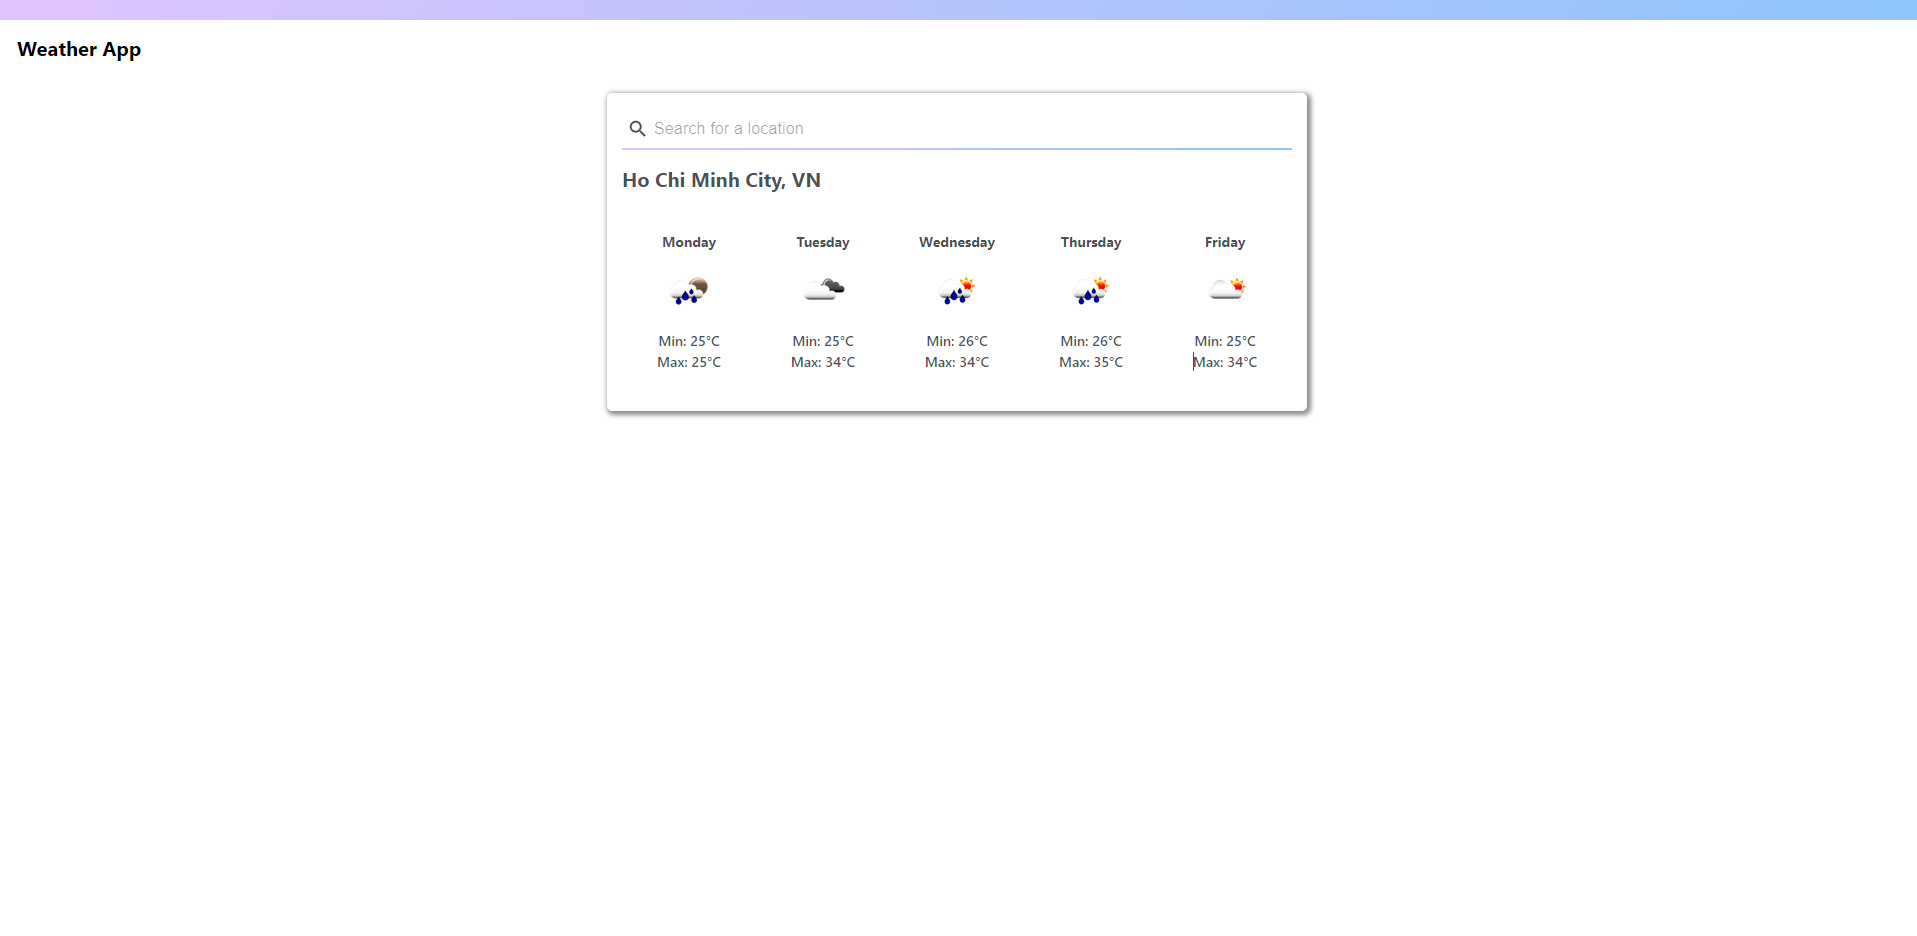 Weather App
Search for a location
Ho Chi Minh City, VN
Monday Tuesday Wednesday Thursday Friday
Min: 25°C Min: 25°C Min: 26°C Min: 26°C Min: 25°C
Max: 25°C Max: 34°C Max: 34°C Max: 35°C Max: 34°C